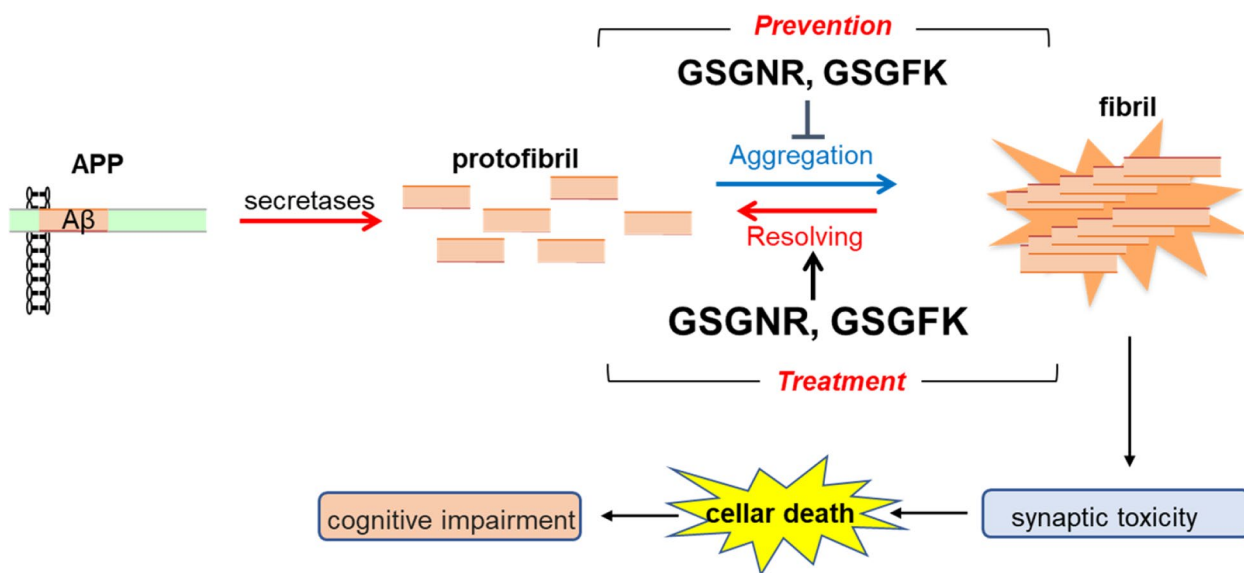 Prevention
GSGNR, GSGFK
fibril
APP
protofibril
Aggregation
secretases
Aβ
Resolving
GSGNR, GSGFK
Treatment
cognitive impairment
cellar death
synaptic toxicity